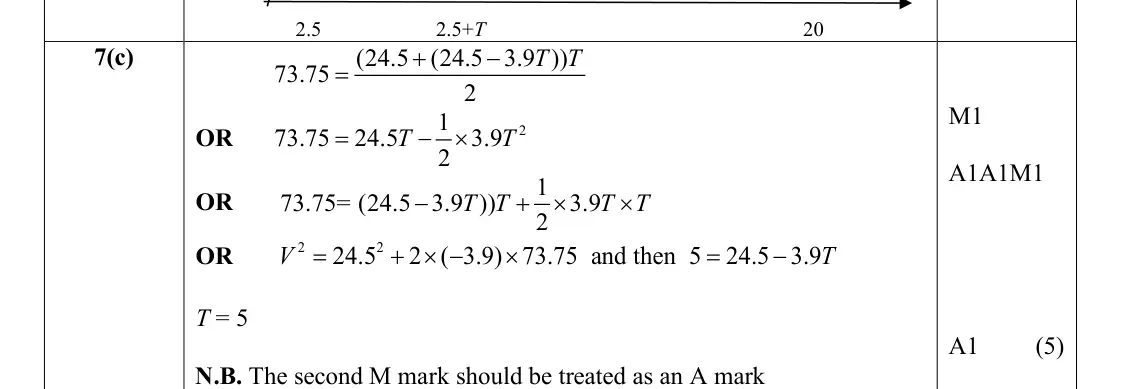 2.5 2.5+T 20
7(c) 73.75 = (24.5 + (24.5 − 3.9T))T / 2
M1
OR 73.75 = 24.5T − 1/2 × 3.9T²
A1A1M1
OR 73.75= (24.5 − 3.9T))T + 1/2 × 3.9T × T
OR V² = 24.5² + 2 × (−3.9) × 73.75 and then 5 = 24.5 − 3.9T
T = 5
A1 (5)
N.B. The second M mark should be treated as an A mark